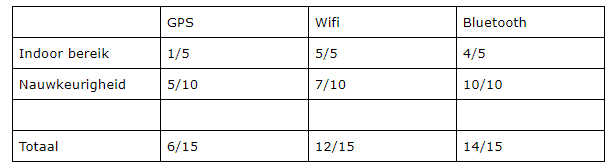 GPS Wifi Bluetooth
Indoor bereik 1/5 5/5 4/5
Nauwkeurigheid 5/10 7/10 10/10
Totaal 6/15 12/15 14/15